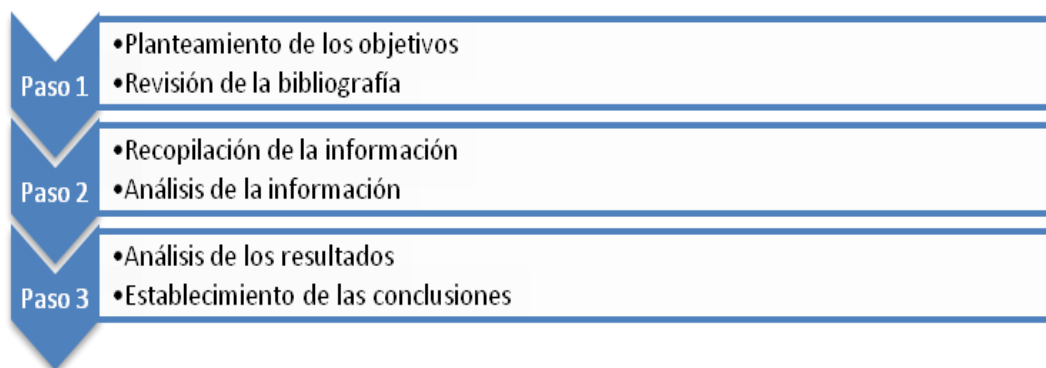 Paso 1
•Planteamiento de los objetivos
•Revisión de la bibliografía
Paso 2
•Recopilación de la información
•Análisis de la información
Paso 3
•Análisis de los resultados
•Establecimiento de las conclusiones